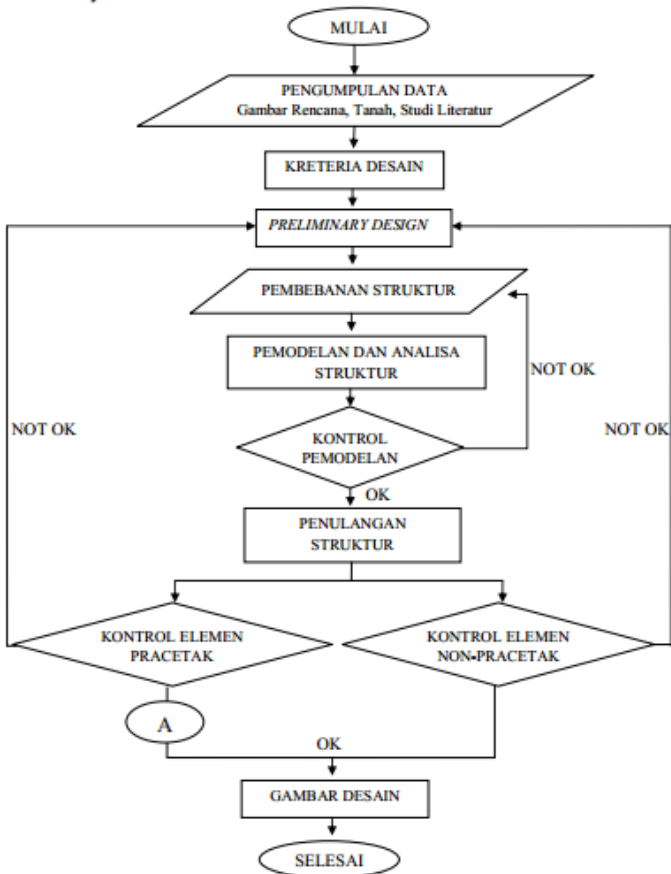 MULAI
PENGUMPULAN DATA
Gambar Rencana, Tanah, Studi Literatur
KRETERIA DESAIN
PRELIMINARY DESIGN
PEMBEBANAN STRUKTUR
PEMODELAN DAN ANALISA
STRUKTUR
NOT OK
NOT OK
NOT OK
KONTROL
PEMODELAN
OK
PENULANGAN
STRUKTUR
KONTROL ELEMEN
PRACETAK
KONTROL ELEMEN
NON-PRACETAK
A
OK
GAMBAR DESAIN
SELESAI